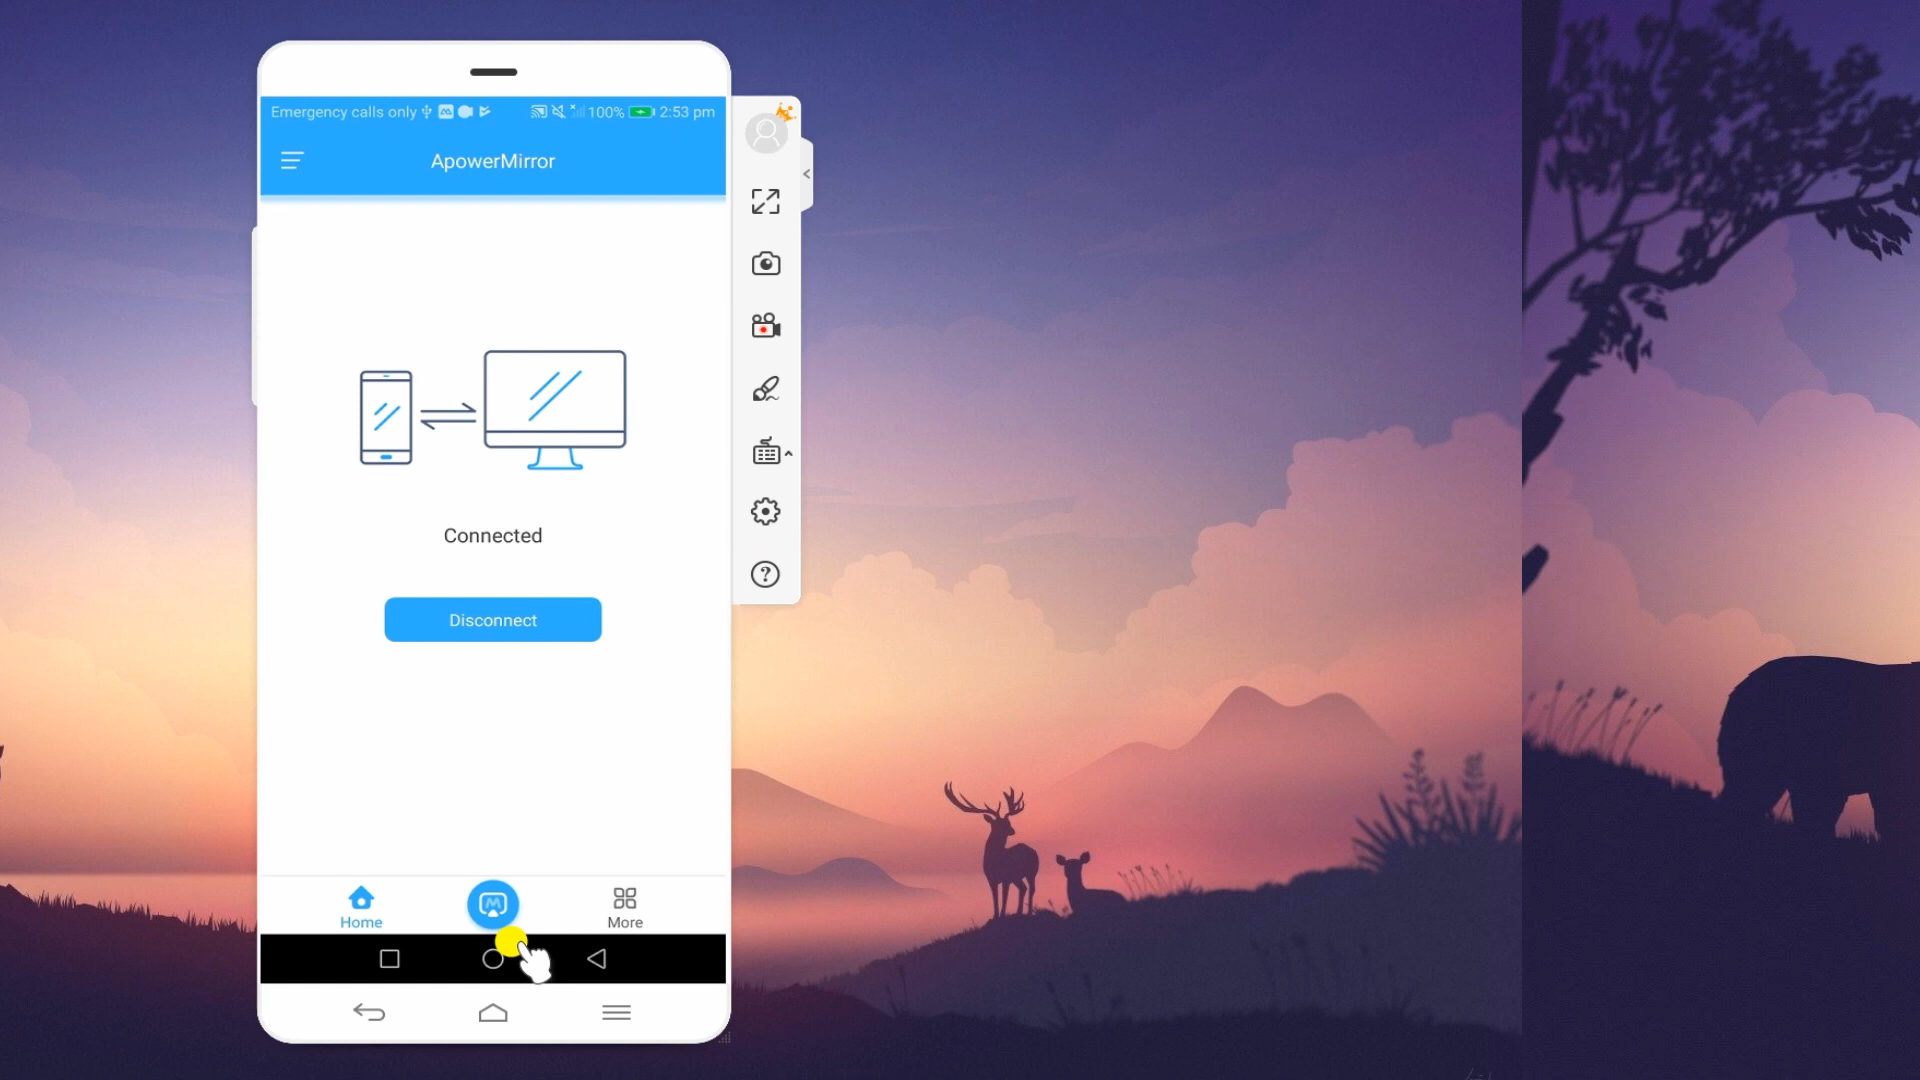 Emergency calls only 100% 2:53 pm
ApowerMirror
Connected
Disconnect
Home
More